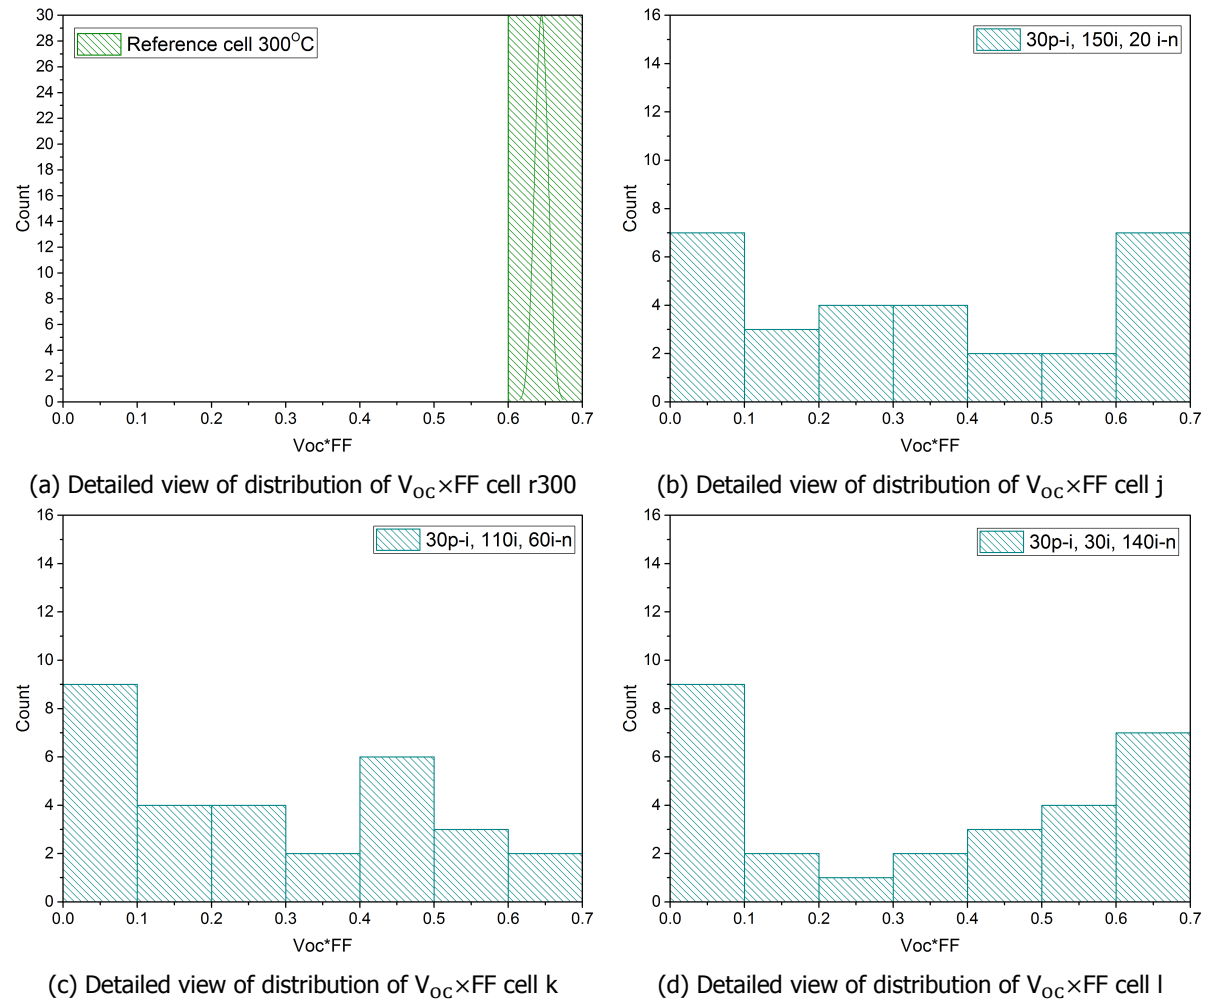 30
28
26
24
22
20
18
16
14
12
10
8
6
4
2
0
Count
Reference cell 300°C
0.0 0.1 0.2 0.3 0.4 0.5 0.6 0.7
Voc*FF
(a) Detailed view of distribution of Voc×FF cell r300
16
14
12
10
8
6
4
2
0
Count
30p-i, 150i, 20 i-n
0.0 0.1 0.2 0.3 0.4 0.5 0.6 0.7
Voc*FF
(b) Detailed view of distribution of Voc×FF cell j
16
14
12
10
8
6
4
2
0
Count
30p-i, 110i, 60i-n
0.0 0.1 0.2 0.3 0.4 0.5 0.6 0.7
Voc*FF
(c) Detailed view of distribution of Voc×FF cell k
16
14
12
10
8
6
4
2
0
Count
30p-i, 30i, 140i-n
0.0 0.1 0.2 0.3 0.4 0.5 0.6 0.7
Voc*FF
(d) Detailed view of distribution of Voc×FF cell l